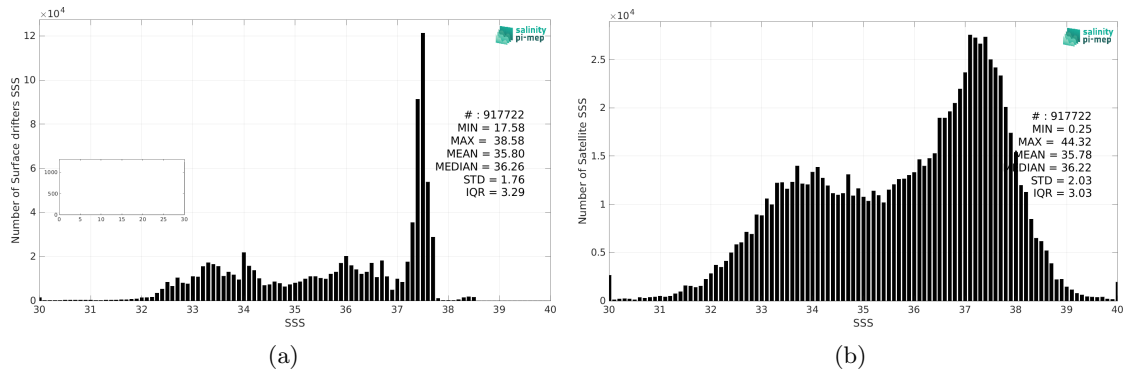 ×10⁴
salinity
pi-mep
12
10
8
6
4
2
0
Number of Surface drifters SSS
# : 917722
MIN = 17.58
MAX = 38.58
MEAN = 35.80
MEDIAN = 36.26
STD = 1.76
IQR = 3.29
1000
500
0
0 5 10 15 20 25 30
30 31 32 33 34 35 36 37 38 39 40
SSS
(a)
×10⁴
salinity
pi-mep
2.5
2
1.5
1
0.5
0
Number of Satellite SSS
# : 917722
MIN = 0.25
MAX = 44.32
MEAN = 35.78
MEDIAN = 36.22
STD = 2.03
IQR = 3.03
30 31 32 33 34 35 36 37 38 39 40
SSS
(b)